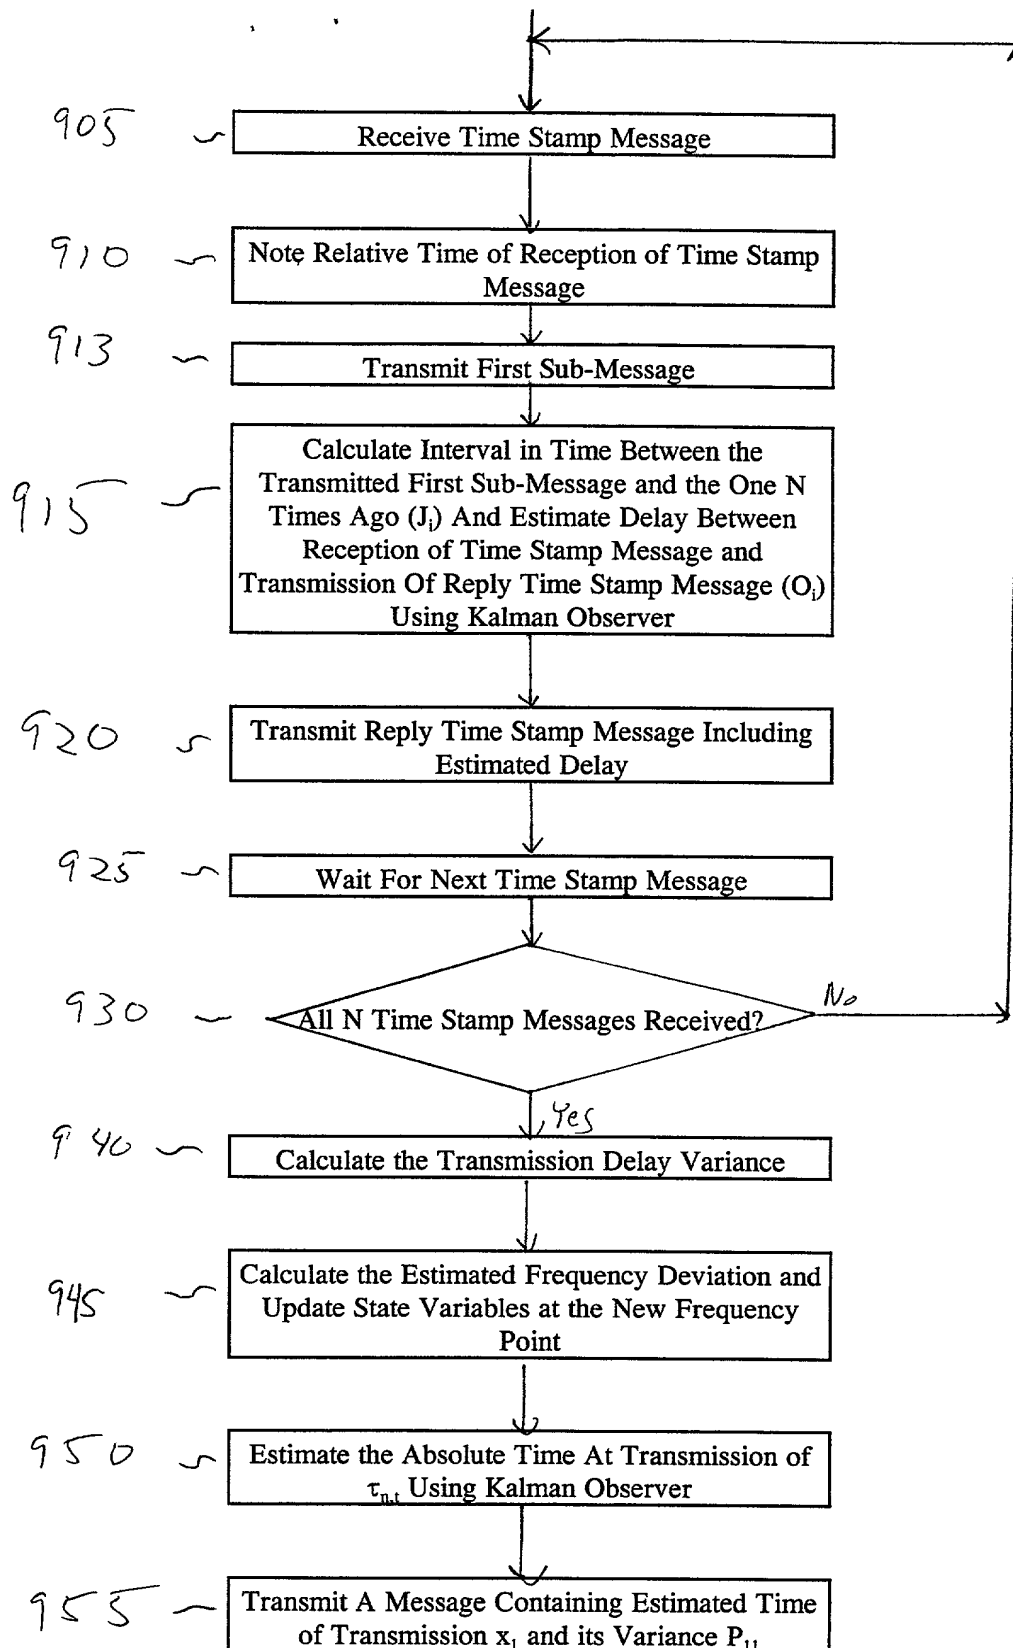 905
Receive Time Stamp Message
910
Note Relative Time of Reception of Time Stamp
Message
913
Transmit First Sub-Message
915
Calculate Interval in Time Between the
Transmitted First Sub-Message and the One N
Times Ago (Jᵢ) And Estimate Delay Between
Reception of Time Stamp Message and
Transmission Of Reply Time Stamp Message (Oᵢ)
Using Kalman Observer
920
Transmit Reply Time Stamp Message Including
Estimated Delay
925
Wait For Next Time Stamp Message
930
All N Time Stamp Messages Received?
No
Yes
940
Calculate the Transmission Delay Variance
945
Calculate the Estimated Frequency Deviation and
Update State Variables at the New Frequency
Point
950
Estimate the Absolute Time At Transmission of
τn,t Using Kalman Observer
955
Transmit A Message Containing Estimated Time
of Transmission x₁ and its Variance P₁₁